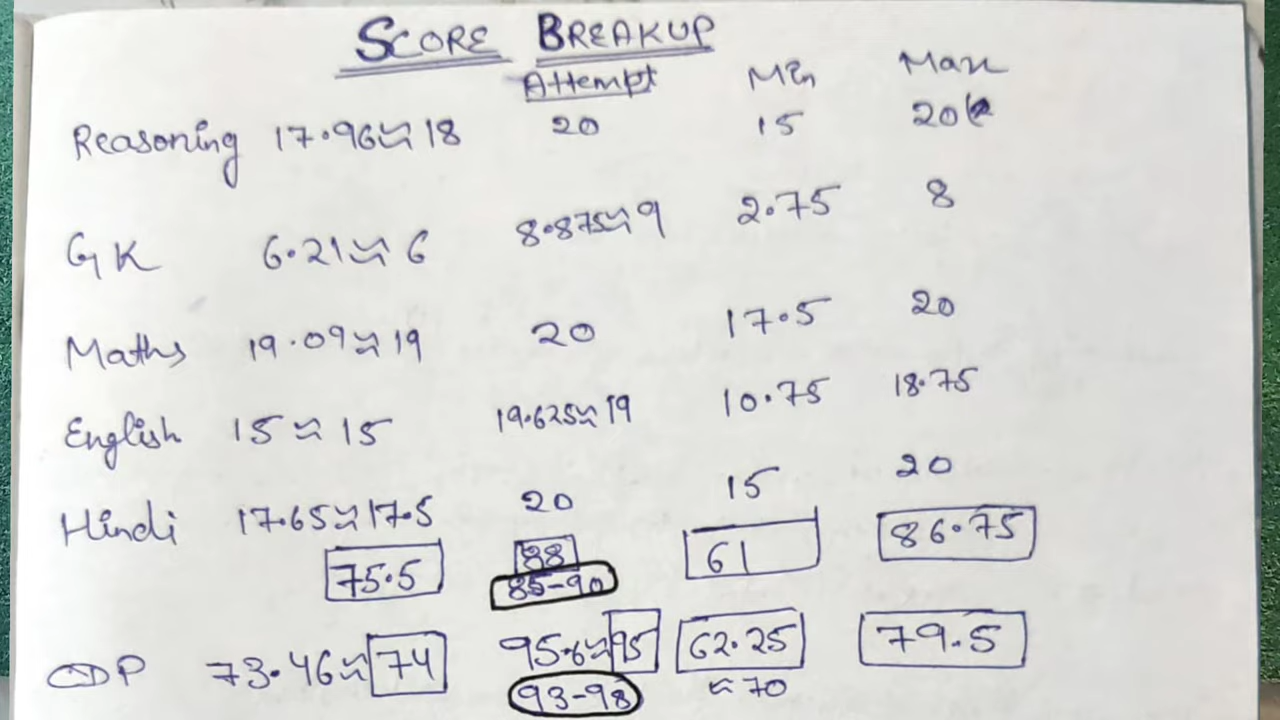 SCORE BREAKUP
Attempt Min Max
Reasoning 17.96≈18 20 15 20
GK 6.21≈6 8.875≈9 2.75 8
Maths 19.09≈19 20 17.5 20
English 15≈15 19.625≈19 10.75 18.75
Hindi 17.65≈17.5 20 15 20
75.5 88 61 86.75
85-90
CDP 73.46≈74 95.6≈95 62.25 79.5
93-98 ≈70